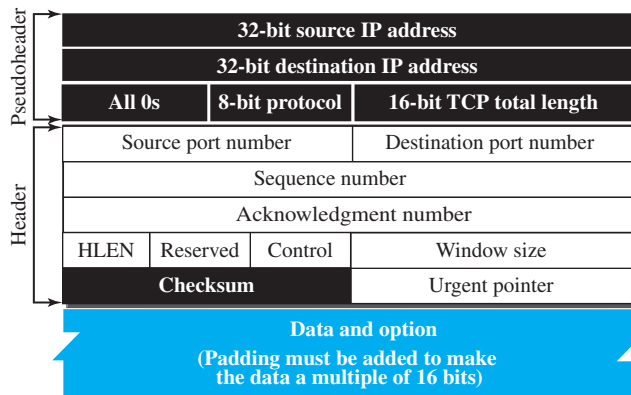 Pseudoheader
32-bit source IP address
32-bit destination IP address
All 0s 8-bit protocol 16-bit TCP total length
Header
Source port number Destination port number
Sequence number
Acknowledgment number
HLEN Reserved Control Window size
Checksum Urgent pointer
Data and option
(Padding must be added to make
the data a multiple of 16 bits)